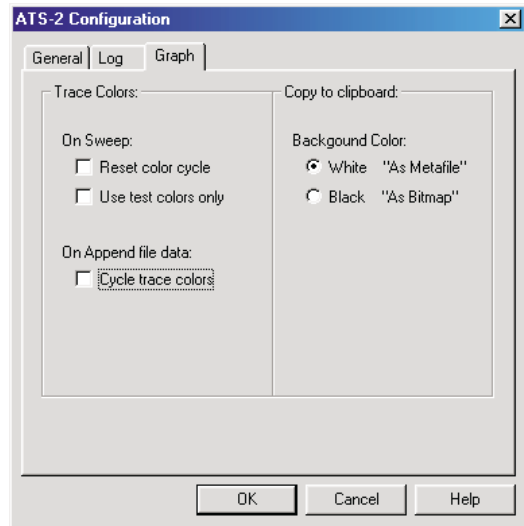 ATS-2 Configuration
General Log Graph
Trace Colors:
On Sweep:
Reset color cycle
Use test colors only
On Append file data:
Cycle trace colors
Copy to clipboard:
Backgound Color:
White "As Metafile"
Black "As Bitmap"
OK Cancel Help